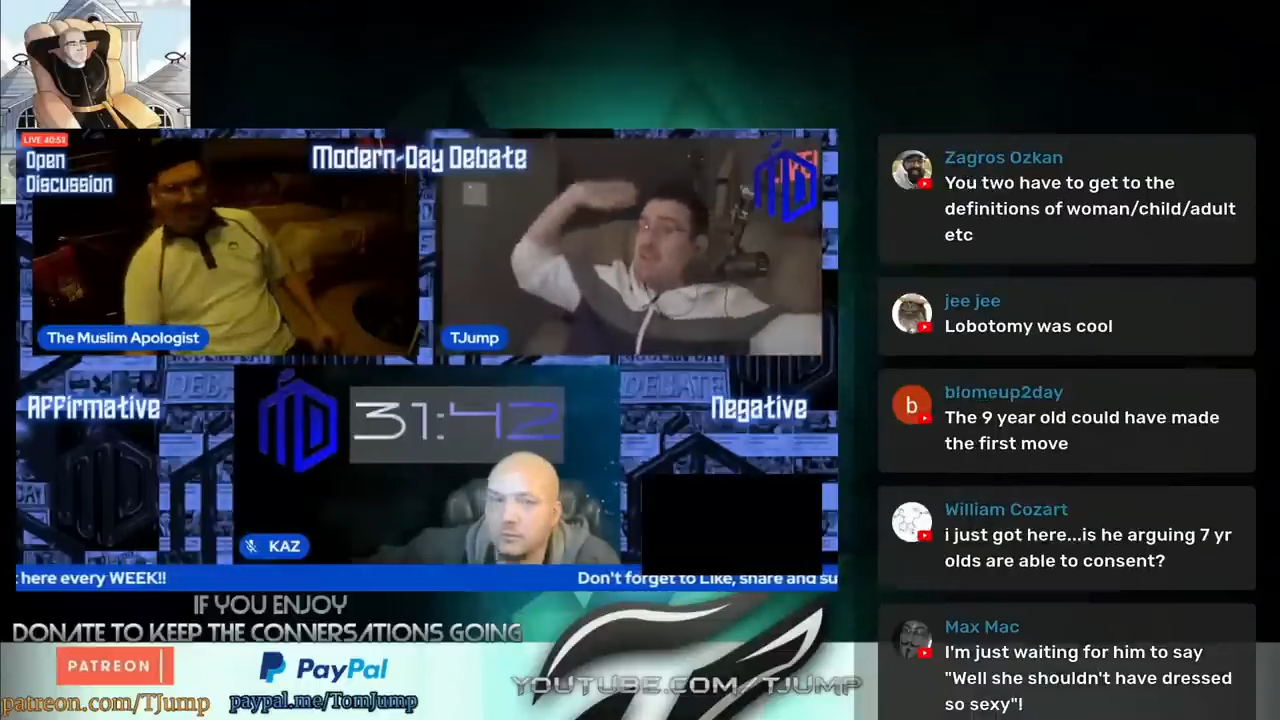 LIVE 40:53
Open
Discussion
Modern-Day Debate
The Muslim Apologist
TJump
Affirmative
31:42
Negative
KAZ
here every WEEK!!
Don't forget to Like, share and su
IF YOU ENJOY
DONATE TO KEEP THE CONVERSATIONS GOING
PATREON
PayPal
patreon.com/TJump
paypal.me/TomJump
YOUTUBE.COM/TJUMP
Zagros Ozkan
You two have to get to the
definitions of woman/child/adult
etc
jee jee
Lobotomy was cool
b
blomeup2day
The 9 year old could have made
the first move
William Cozart
i just got here...is he arguing 7 yr
olds are able to consent?
Max Mac
I'm just waiting for him to say
"Well she shouldn't have dressed
so sexy"!